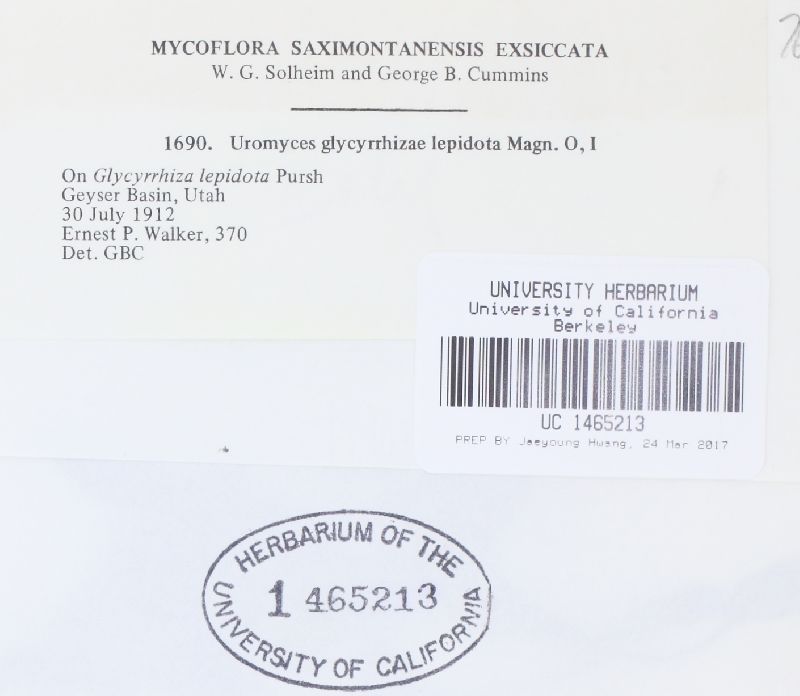 MYCOFLORA SAXIMONTANENSIS EXSICCATA
W. G. Solheim and George B. Cummins
1690. Uromyces glycyrrhizae lepidota Magn. O, I
On Glycyrrhiza lepidota Pursh
Geyser Basin, Utah
30 July 1912
Ernest P. Walker, 370
Det. GBC
UNIVERSITY HERBARIUM
University of California
Berkeley
UC 1465213
PREP BY Jaeyoung Hwang, 24 Mar 2017
HERBARIUM OF THE
1 465213
UNIVERSITY OF CALIFORNIA